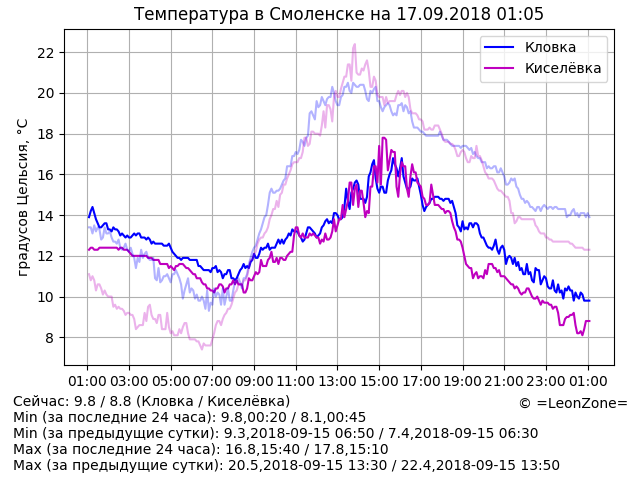 Температура в Смоленске на 17.09.2018 01:05
Кловка
Киселёвка
градусов Цельсия, °C
22
20
18
16
14
12
10
8
01:00 03:00 05:00 07:00 09:00 11:00 13:00 15:00 17:00 19:00 21:00 23:00 01:00
Сейчас: 9.8 / 8.8 (Кловка / Киселёвка)
© =LeonZone=
Min (за последние 24 часа): 9.8,00:20 / 8.1,00:45
Min (за предыдущие сутки): 9.3,2018-09-15 06:50 / 7.4,2018-09-15 06:30
Max (за последние 24 часа): 16.8,15:40 / 17.8,15:10
Max (за предыдущие сутки): 20.5,2018-09-15 13:30 / 22.4,2018-09-15 13:50